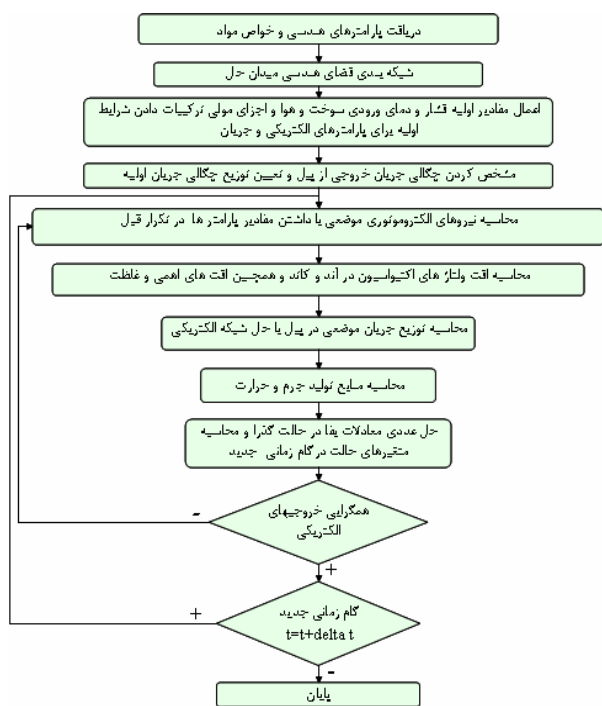 دریافت پارامترهای هندسی و خواص مواد
شبکه بندی فضای هندسی میدان حل
اعمال مقادیر اولیه فشار و دمای ورودی سوخت و هوا و اجزای مولی ترکیبات دادن شرایط
اولیه برای پارامترهای الکتریکی و جریان
مشخص کردن چگالی جریان خروجی از پیل و تعیین توزیع چگالی جریان اولیه
محاسبه نیروهای الکتروموتوری موضعی با داشتن مقادیر پارامتر ها در تکرار قبل
محاسبه افت ولتاژ های اکتیواسیون در آند و کاتد و همچنین افت های اهمی و غلظت
محاسبه توزیع جریان موضعی در پیل با حل شبکه الکتریکی
محاسبه منابع تولید جرم و حرارت
حل عددی معادلات بقا در حالت گذرا و محاسبه
متغیرهای حالت در گام زمانی جدید
همگرایی خروجیهای
الکتریکی
-
+
گام زمانی جدید
t=t+delta t
+
-
پایان